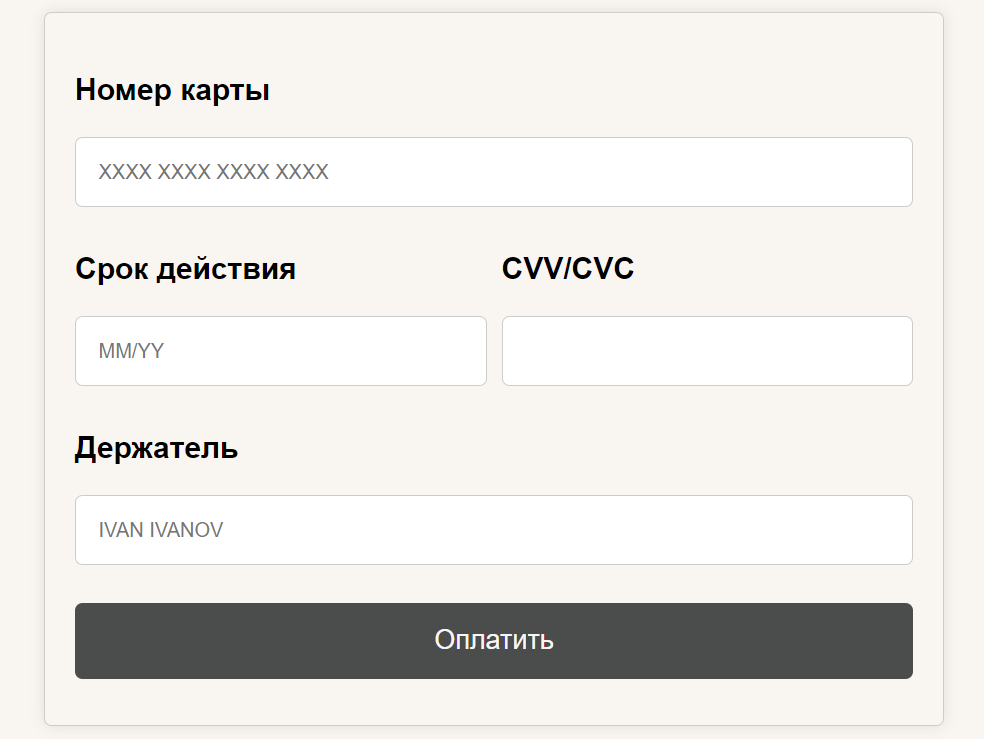 Номер карты
XXXX XXXX XXXX XXXX
Срок действия
CVV/CVC
MM/YY
Держатель
IVAN IVANOV
Оплатить